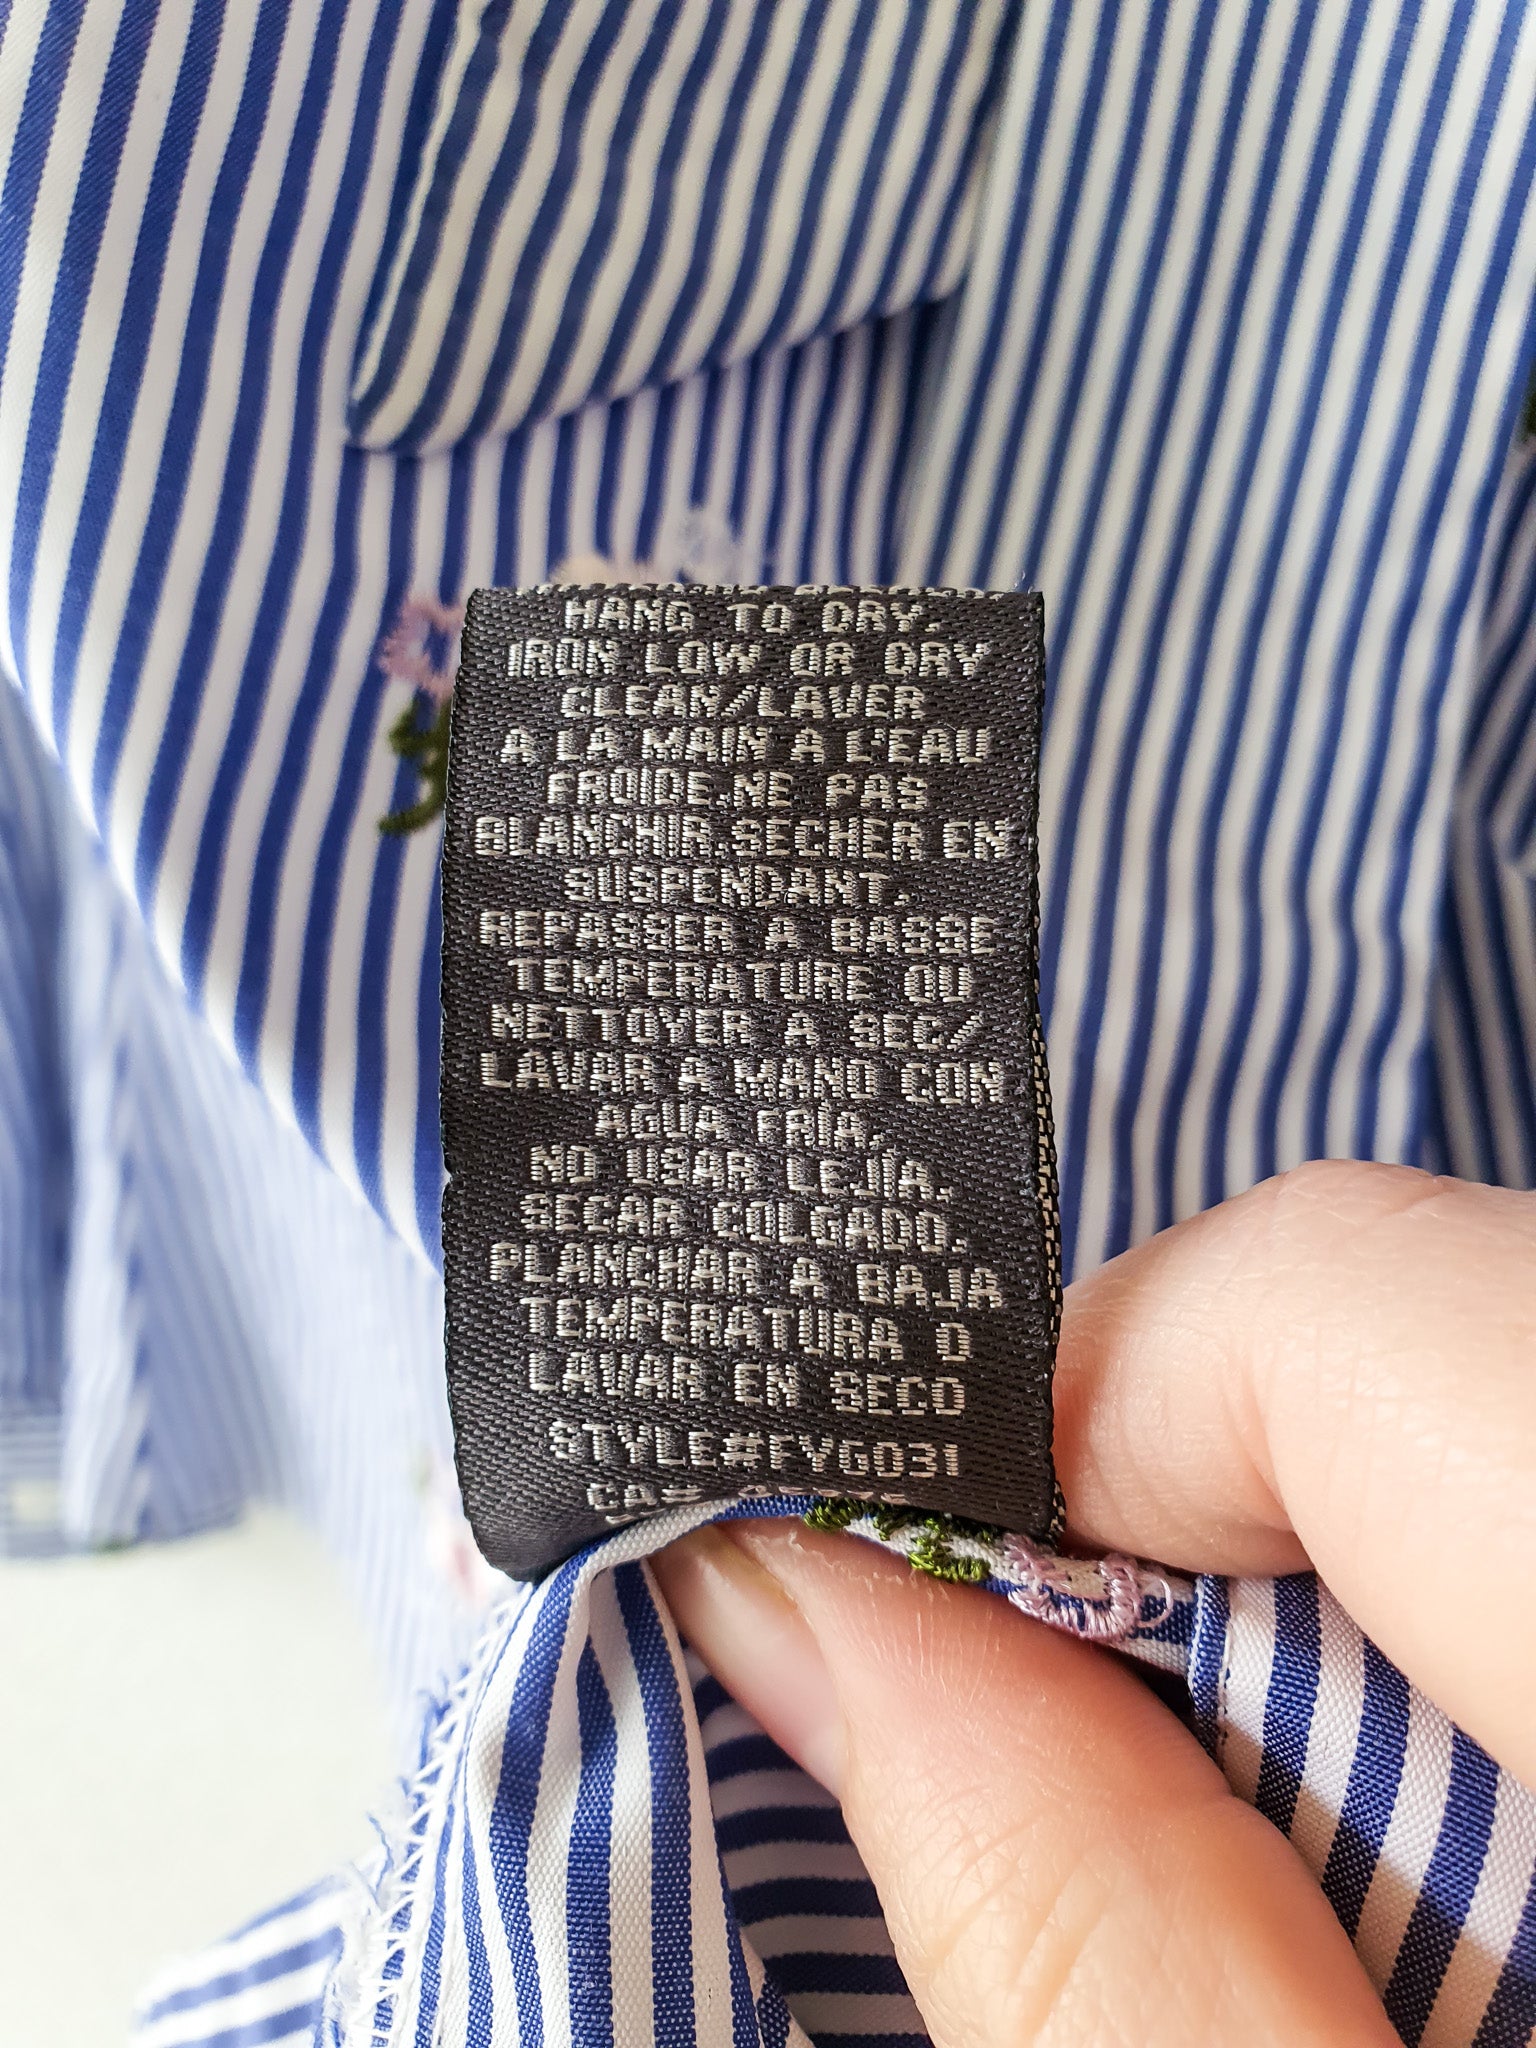 HANG TO DRY.
IRON LOW OR DRY
CLEAN/LAVER
A LA MAIN A L'EAU
FROIDE.NE PAS
BLANCHIR.SECHER EN
SUSPENDANT.
REPASSER A BASSE
TEMPERATURE OU
NETTOYER A SEC/
LAVAR A MANO CON
AGUA FRÍA.
NO USAR LEJÍA.
SECAR COLGADO.
PLANCHAR A BAJA
TEMPERATURA O
LAVAR EN SECO
STYLE#FYG031